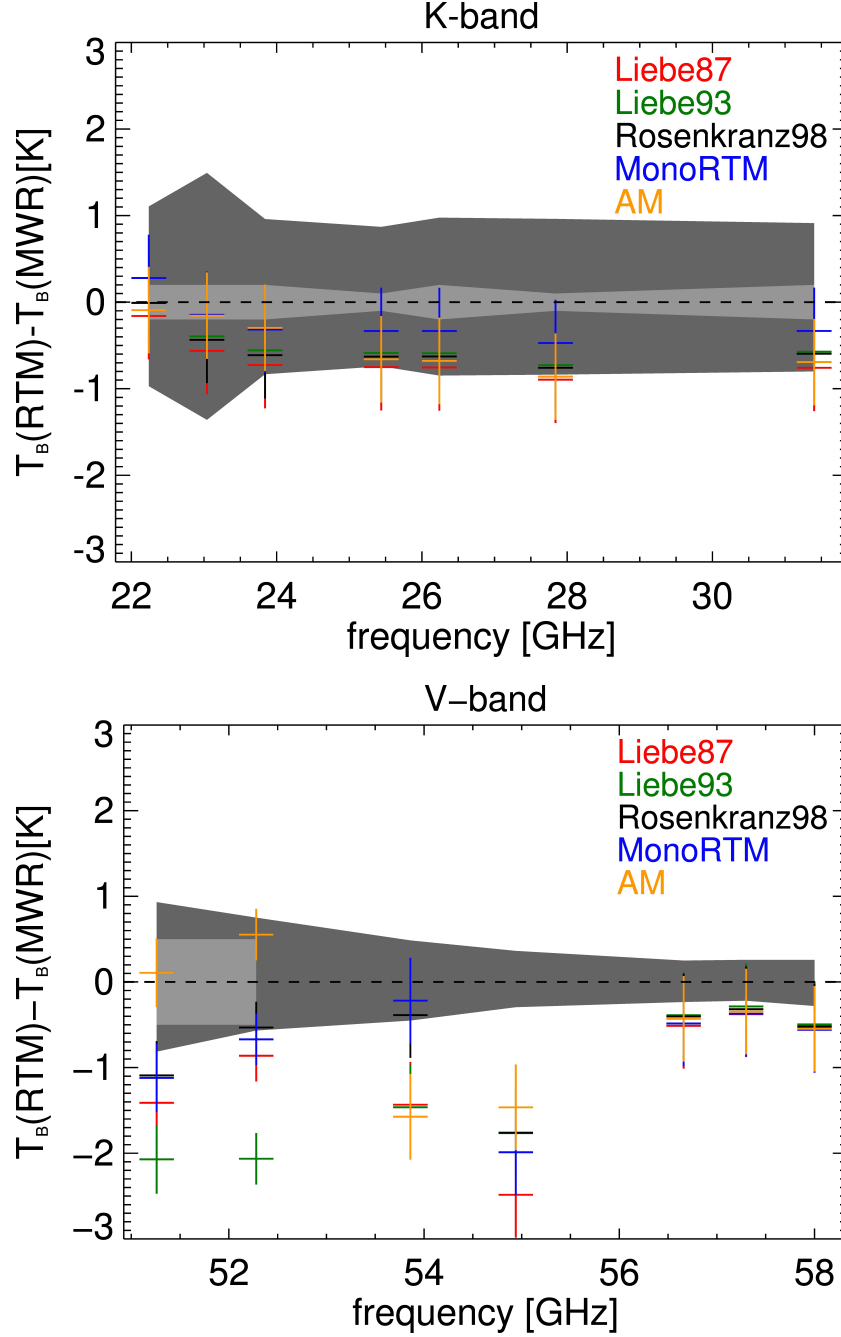 K-band
3
2
1
0
-1
-2
-3
T_B(RTM)-T_B(MWR)[K]
Liebe87
Liebe93
Rosenkranz98
MonoRTM
AM
22 24 26 28 30
frequency [GHz]
V−band
3
2
1
0
−1
−2
−3
T_B(RTM)−T_B(MWR)[K]
Liebe87
Liebe93
Rosenkranz98
MonoRTM
AM
52 54 56 58
frequency [GHz]